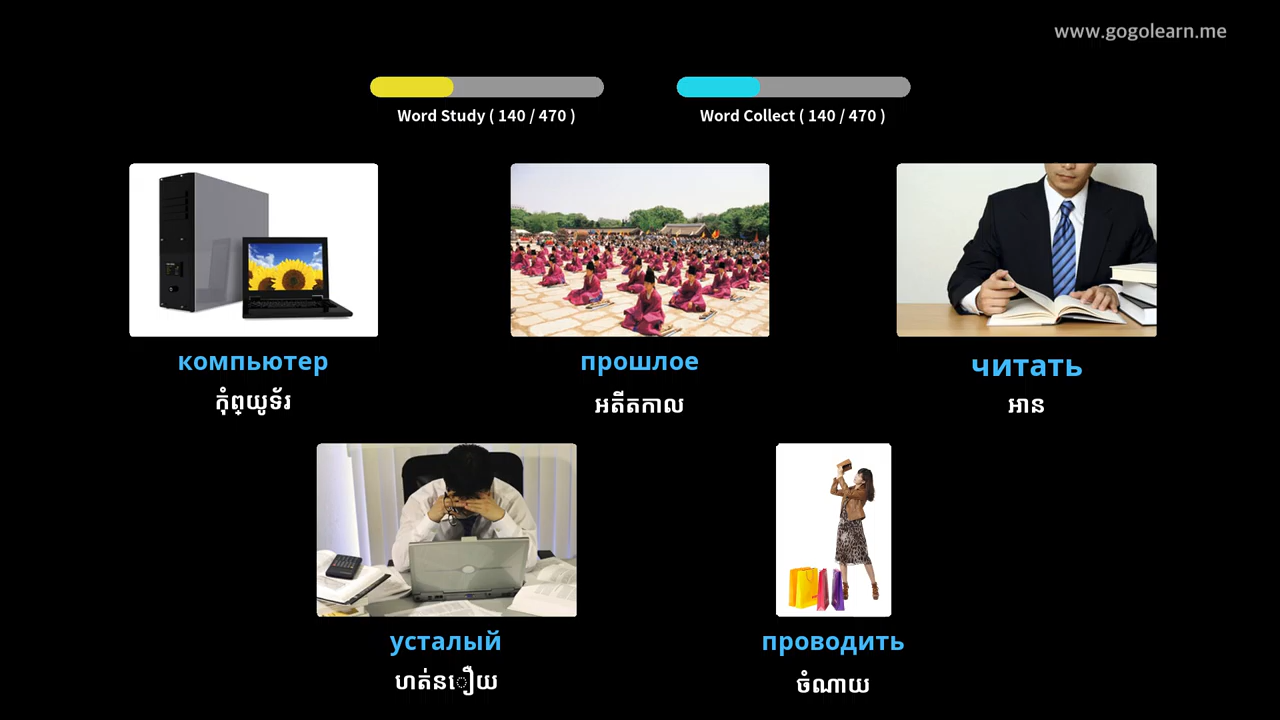 www.gogolearn.me
Word Study ( 140 / 470 )
Word Collect ( 140 / 470 )
компьютер
прошлое
читать
កុំព្យូទ័រ
អតីតកាល
អាន
усталый
проводить
ហត់នឿយ
ចំណាយ